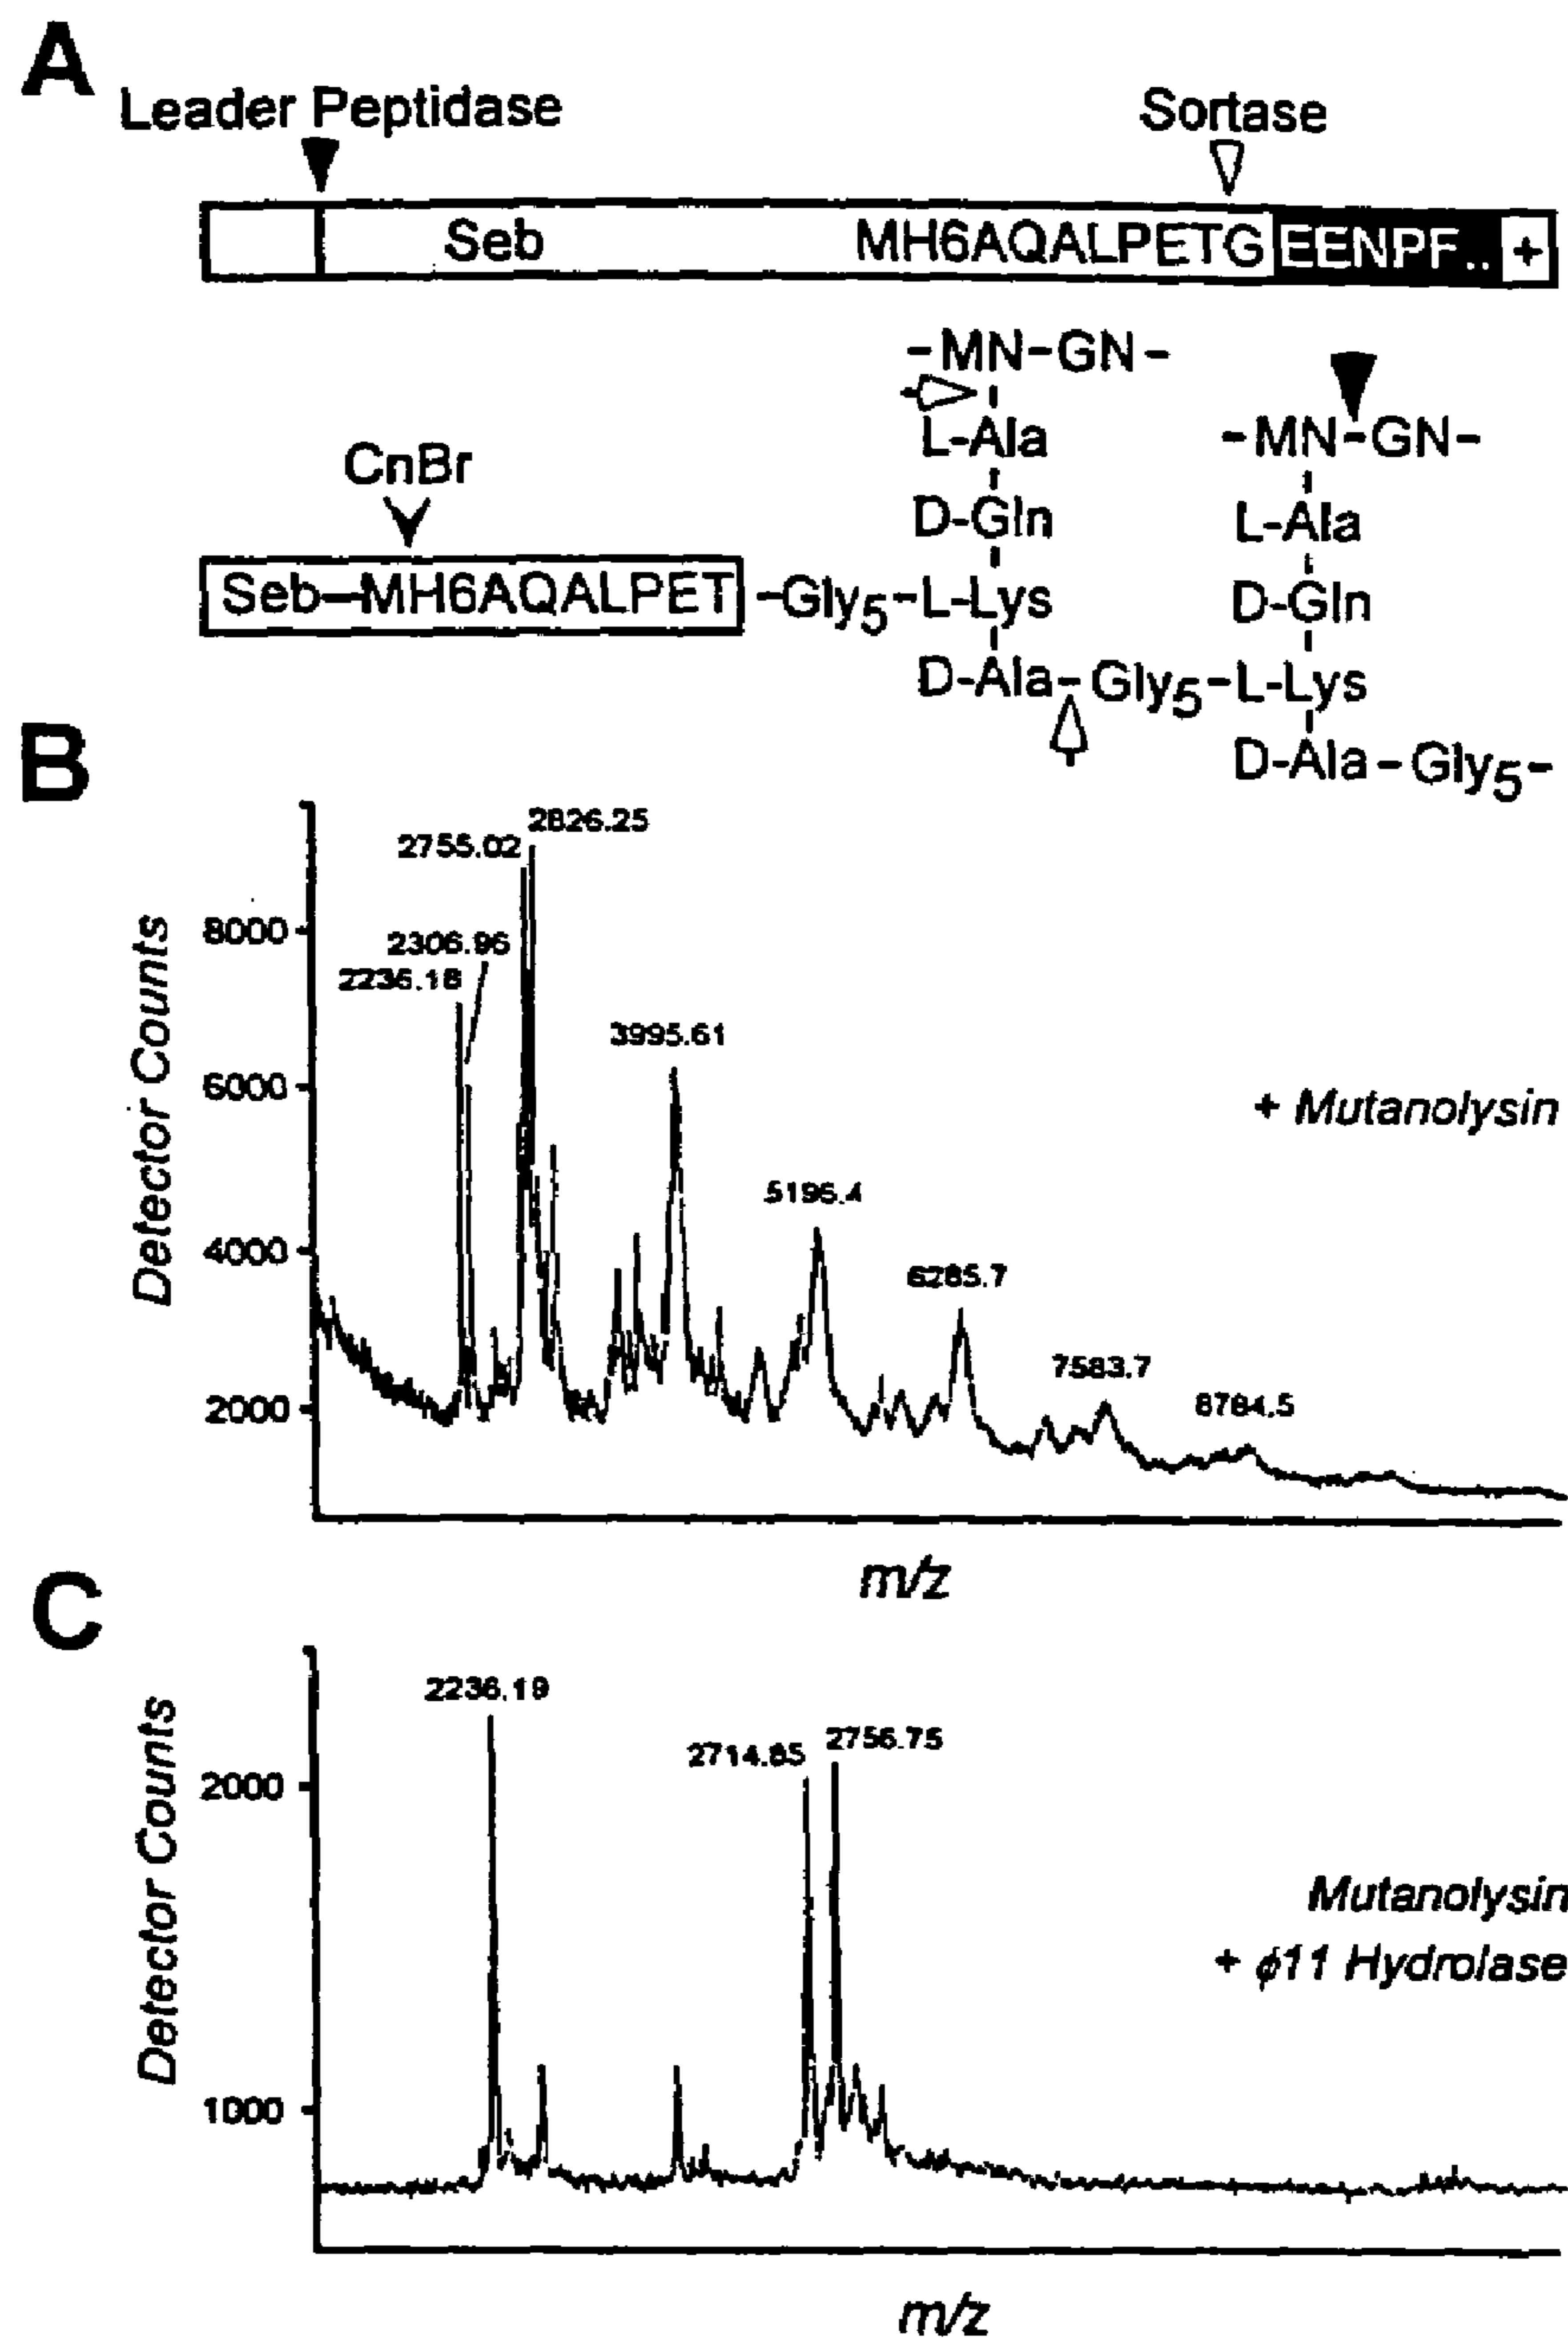 A
Leader Peptidase
Sortase
Seb MH6AQALPETG EENPF.. +
-MN-GN-
L-Ala
-MN-GN-
CnBr
D-Gln
L-Ala
Seb-MH6AQALPET -Gly5-L-Lys
D-Gln
D-Ala-Gly5-L-Lys
D-Ala-Gly5-
B
2826.25
2755.02
8000
2306.96
2236.18
3995.61
6000
+ Mutanolysin
5196.4
4000
6285.7
7583.7
2000
8784.5
Detector Counts
m/z
C
2236.19
2714.85
2756.75
2000
Mutanolysin
+ ϕ11 Hydrolase
1000
Detector Counts
m/z